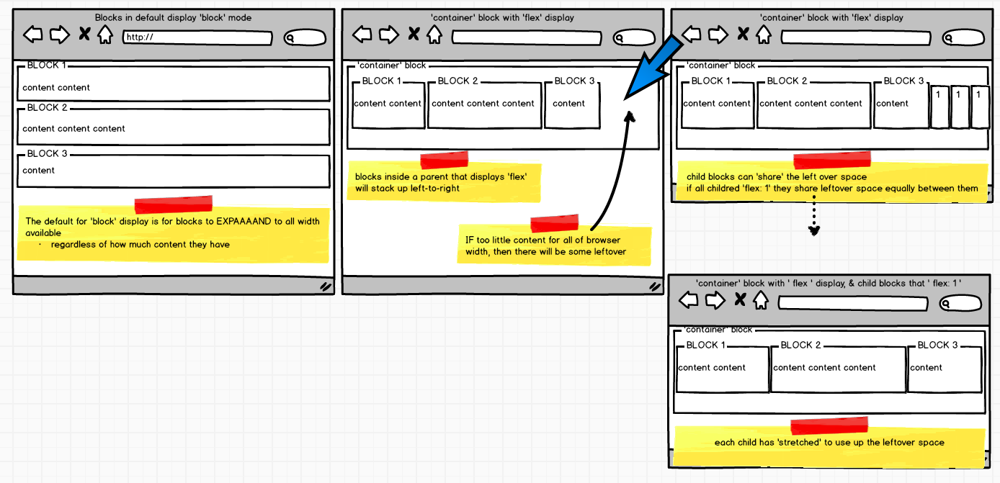 Blocks in default display 'block' mode
http://
BLOCK 1
content content
BLOCK 2
content content content
BLOCK 3
content
The default for 'block' display is for blocks to EXPAAAAND to all width
available
· regardless of how much content they have
'container' block with 'flex' display
'container' block
BLOCK 1
BLOCK 2
BLOCK 3
content content
content content content
content
blocks inside a parent that displays 'flex'
will stack up left-to-right
IF too little content for all of browser
width, then there will be some leftover
'container' block with 'flex' display
'container' block
BLOCK 1
BLOCK 2
BLOCK 3
1
1
1
content content
content content content
content
child blocks can 'share' the left over space
if all childred 'flex: 1' they share leftover space equally between them
'container' block with ' flex ' display, & child blocks that ' flex: 1 '
'container' block
BLOCK 1
BLOCK 2
BLOCK 3
content content
content content content
content
each child has 'stretched' to use up the leftover space